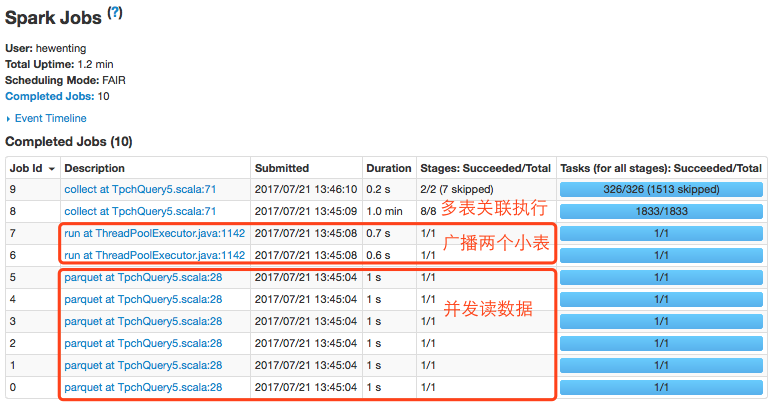 Spark Jobs (?)
User: hewenting
Total Uptime: 1.2 min
Scheduling Mode: FAIR
Completed Jobs: 10
Event Timeline
Completed Jobs (10)
Job Id Description Submitted Duration Stages: Succeeded/Total Tasks (for all stages): Succeeded/Total
9 collect at TpchQuery5.scala:71 2017/07/21 13:46:10 0.2 s 2/2 (7 skipped) 326/326 (1513 skipped)
8 collect at TpchQuery5.scala:71 2017/07/21 13:45:09 1.0 min 8/8 多表关联执行 1833/1833
7 run at ThreadPoolExecutor.java:1142 2017/07/21 13:45:08 0.7 s 1/1 广播两个小表 1/1
6 run at ThreadPoolExecutor.java:1142 2017/07/21 13:45:08 0.6 s 1/1 1/1
5 parquet at TpchQuery5.scala:28 2017/07/21 13:45:04 1 s 1/1 1/1
4 parquet at TpchQuery5.scala:28 2017/07/21 13:45:04 1 s 1/1 并发读数据 1/1
3 parquet at TpchQuery5.scala:28 2017/07/21 13:45:04 1 s 1/1 1/1
2 parquet at TpchQuery5.scala:28 2017/07/21 13:45:04 1 s 1/1 1/1
1 parquet at TpchQuery5.scala:28 2017/07/21 13:45:04 1 s 1/1 1/1
0 parquet at TpchQuery5.scala:28 2017/07/21 13:45:04 1 s 1/1 1/1